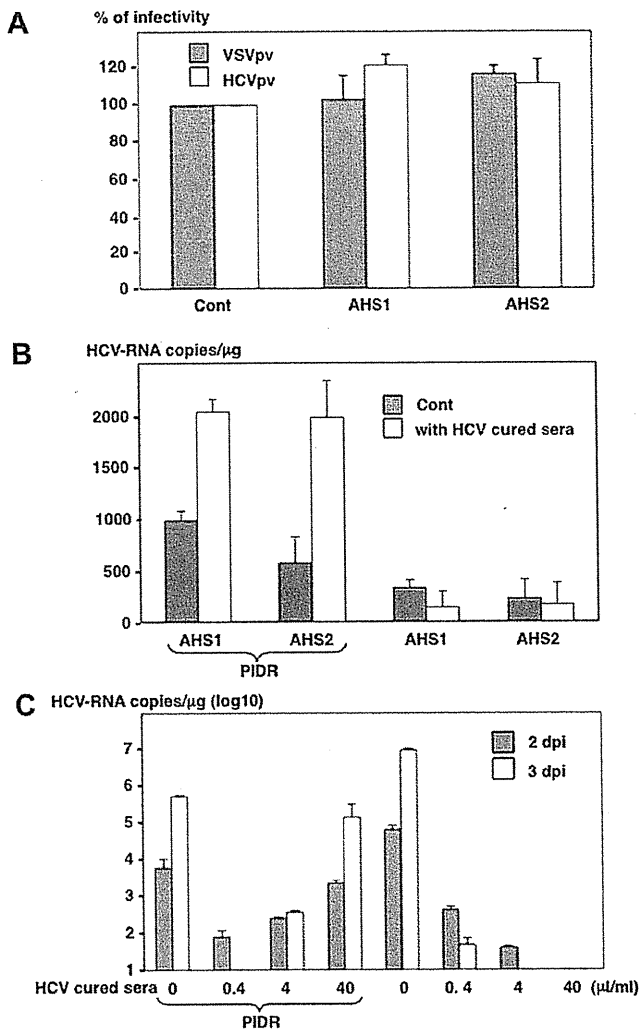 A
% of infectivity
VSVpv
HCVpv
120
100
80
60
40
20
0
Cont AHS1 AHS2
B
HCV-RNA copies/µg
Cont
with HCV cured sera
2000
1500
1000
500
0
AHS1 AHS2 AHS1 AHS2
PIDR
C HCV-RNA copies/µg (log10)
2 dpi
3 dpi
7
6
5
4
3
2
1
HCV cured sera 0 0.4 4 40 0 0. 4 4 40 (µl/ml)
PIDR